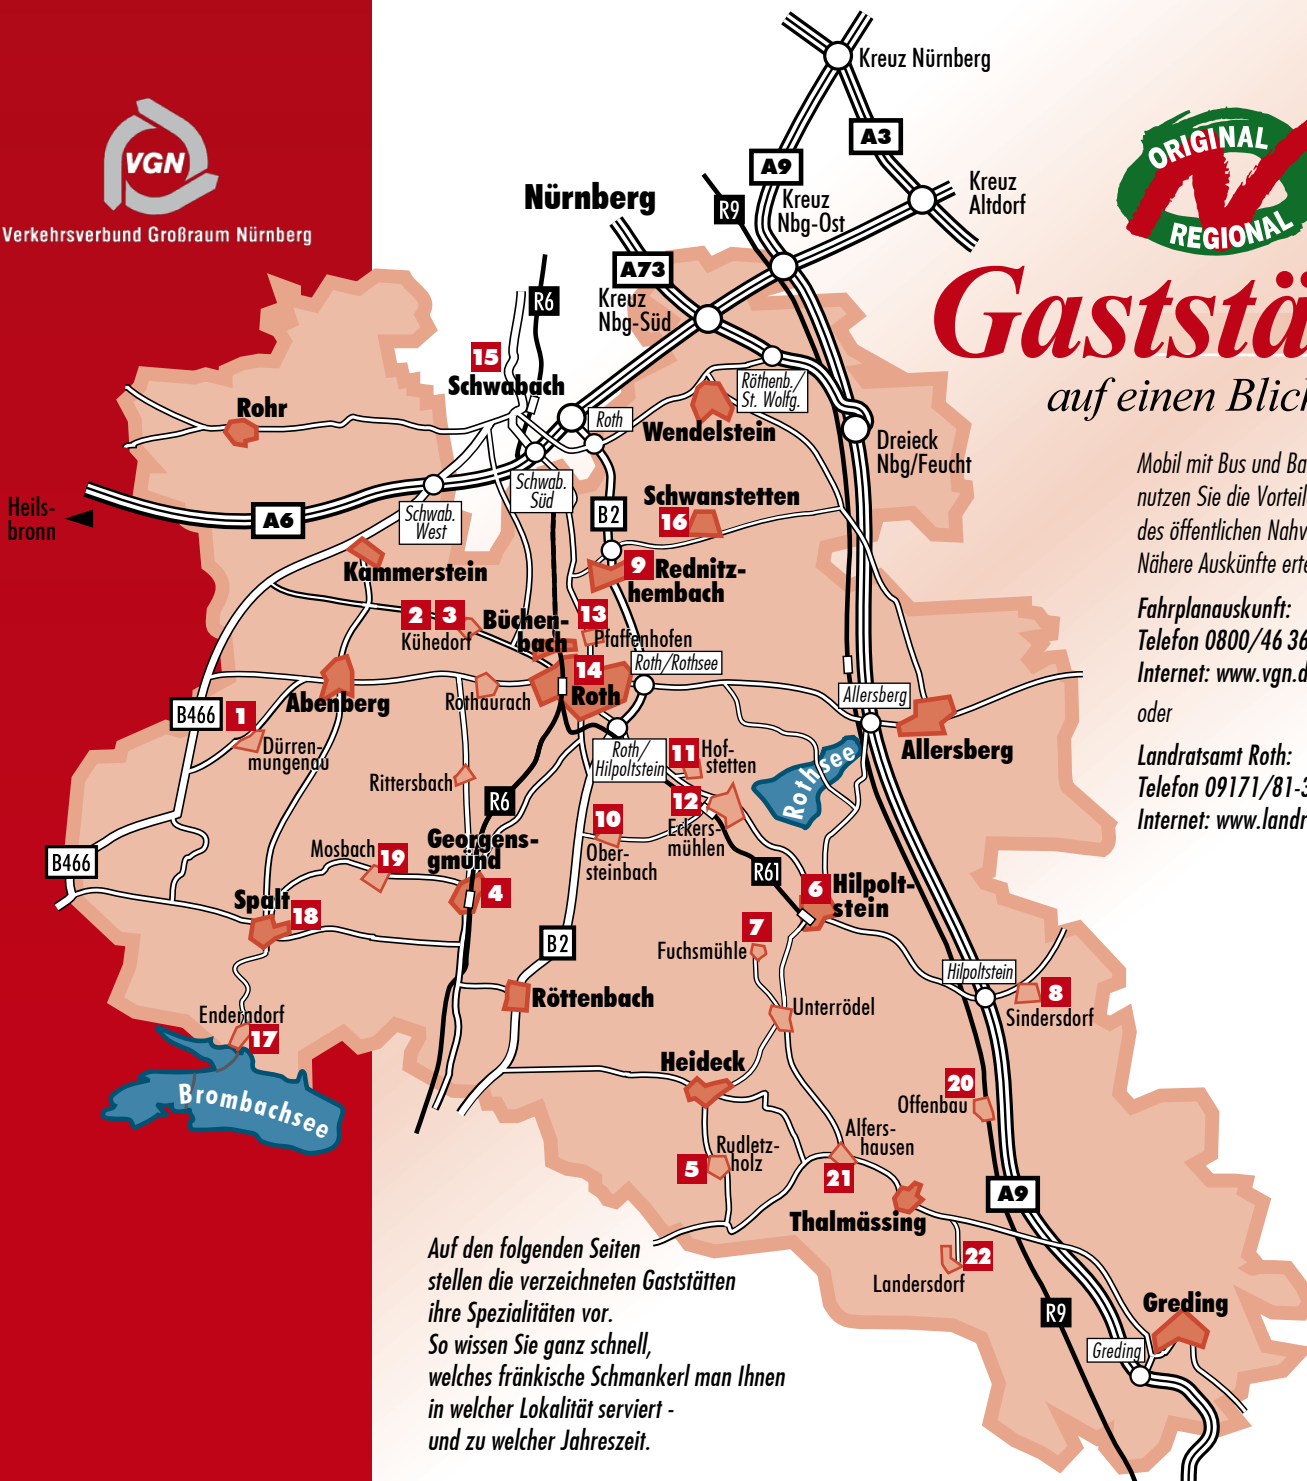 VGN
Verkehrsverbund Großraum Nürnberg
Kreuz Nürnberg
A3
A9
Kreuz
Altdorf
Kreuz
Nbg-Ost
R9
Nürnberg
A73
Kreuz
Nbg-Süd
R6
ORIGINAL
REGIONAL
Gaststä
auf einen Blick
15
Schwabach
Rohr
Roth
Röthenb./
St. Wolfg.
Wendelstein
Dreieck
Nbg/Feucht
Mobil mit Bus und Ba
nutzen Sie die Vorteil
des öffentlichen Nahv
Nähere Auskünfte erte
Fahrplanauskunft:
Telefon 0800/46 36
Internet: www.vgn.d
oder
Landratsamt Roth:
Telefon 09171/81-3
Internet: www.landr
Heils-
bronn
A6
Schwab.
West
Schwab.
Süd
B2
Schwanstetten
16
Kammerstein
9
Rednitz-
hembach
2
3
Kühedorf
Büchen-
bach
13
Pfaffenhofen
14
Roth
Roth/Rothsee
Abenberg
Rothaurach
Allersberg
Allersberg
B466
1
Dürren-
mungenau
Roth/
Hilpoltstein
11
Hof-
stetten
Rothsee
Rittersbach
R6
12
Eckers-
mühlen
10
Ober-
steinbach
B466
Mosbach
19
Georgens-
gmünd
4
R61
6
Hilpolt-
stein
Spalt
18
7
Fuchsmühle
B2
Hilpoltstein
8
Sindersdorf
Röttenbach
Unterrödel
Enderndorf
17
Brombachsee
Heideck
20
Offenbau
Alfers-
hausen
21
Rudletz-
holz
5
A9
Thalmässing
22
Landersdorf
R9
Greding
Greding
Auf den folgenden Seiten
stellen die verzeichneten Gaststätten
ihre Spezialitäten vor.
So wissen Sie ganz schnell,
welches fränkische Schmankerl man Ihnen
in welcher Lokalität serviert -
und zu welcher Jahreszeit.